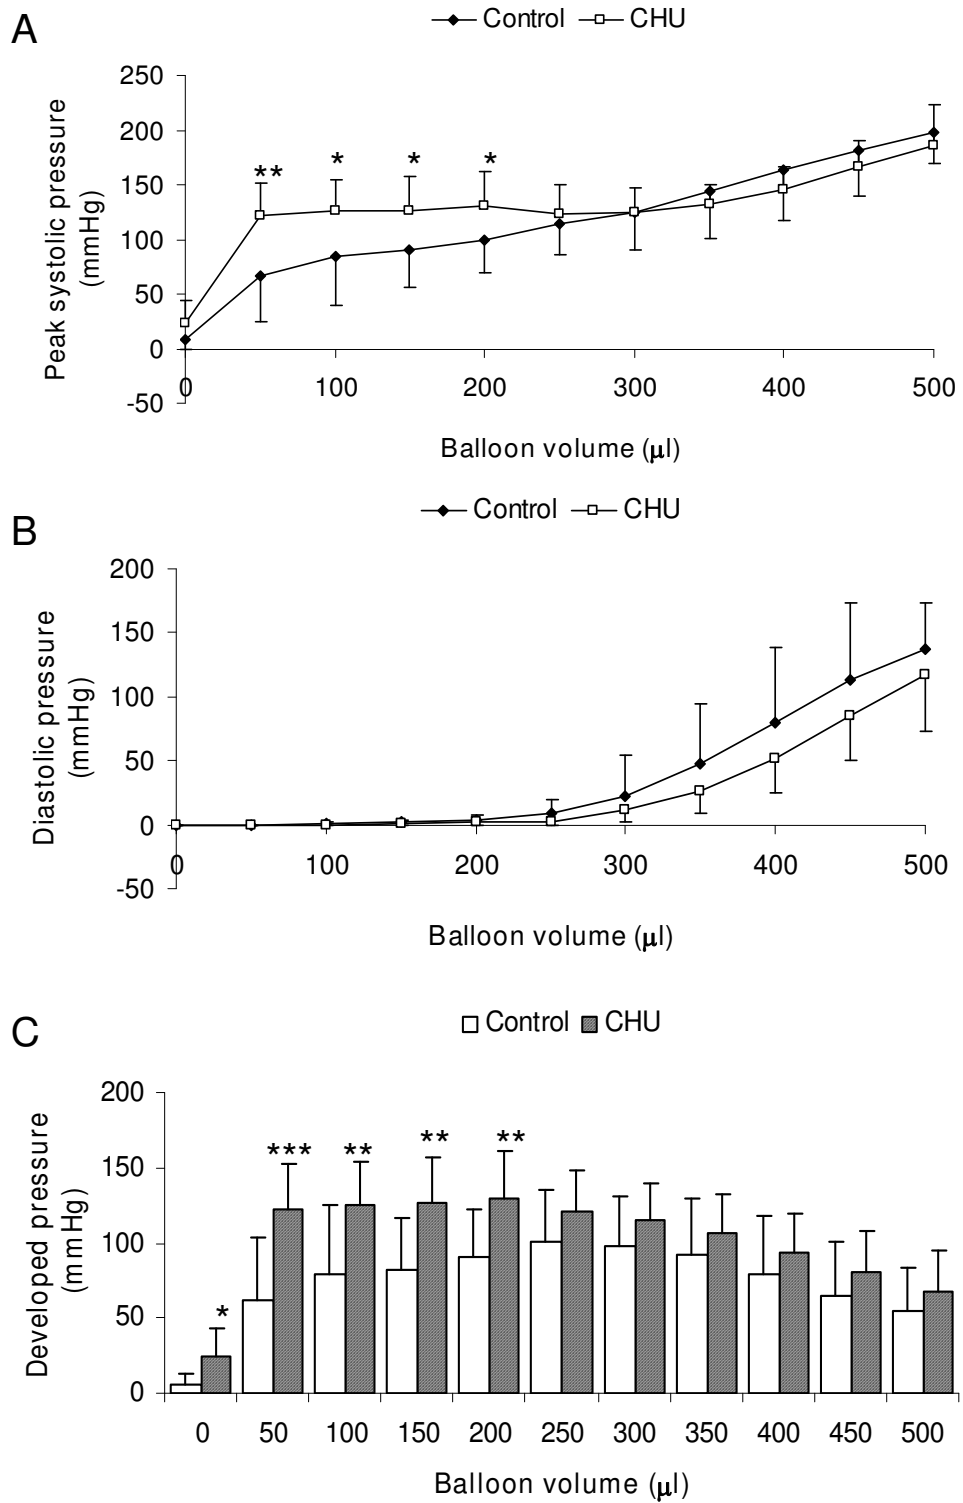 A
Control CHU
250
200
150
100
50
0
-50
Peak systolic pressure
(mmHg)
** * * *
0 100 200 300 400 500
Balloon volume (μl)
B
Control CHU
200
150
100
50
0
-50
Diastolic pressure
(mmHg)
0 100 200 300 400 500
Balloon volume (μl)
C
Control CHU
200
150
100
50
0
Developed pressure
(mmHg)
* *** ** ** **
0 50 100 150 200 250 300 350 400 450 500
Balloon volume (μl)